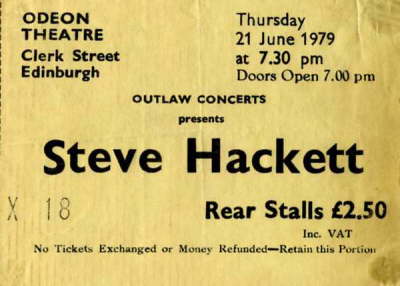 ODEON
THEATRE
Clerk Street
Edinburgh
Thursday
21 June 1979
at 7.30 pm
Doors Open 7.00 pm
OUTLAW CONCERTS
presents
Steve Hackett
X 18
Rear Stalls £2.50
Inc. VAT
No Tickets Exchanged or Money Refunded—Retain this Portion